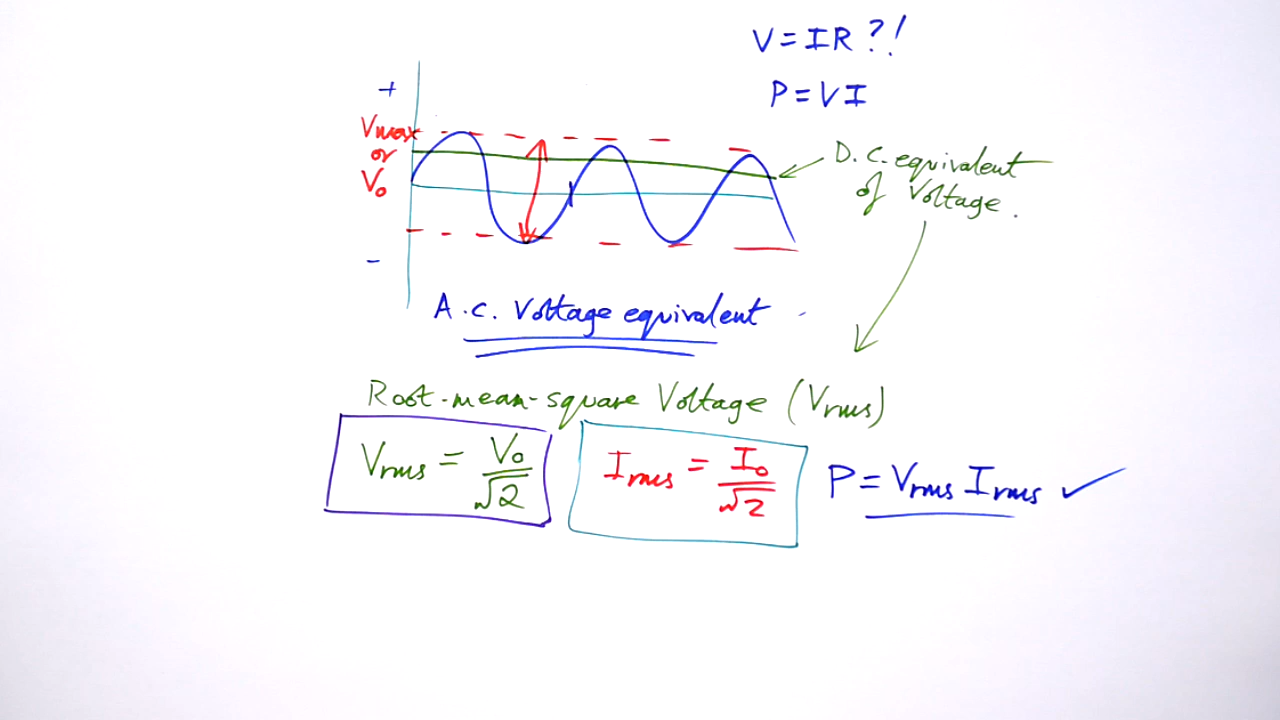 V = IR ?!
P = VI
+
Vmax
or
V₀
-
D.C. equivalent
of Voltage.
A.C. Voltage equivalent
Root-mean-square Voltage (Vrms)
Vrms = V₀/√2
Irms = I₀/√2
P = Vrms Irms ✓